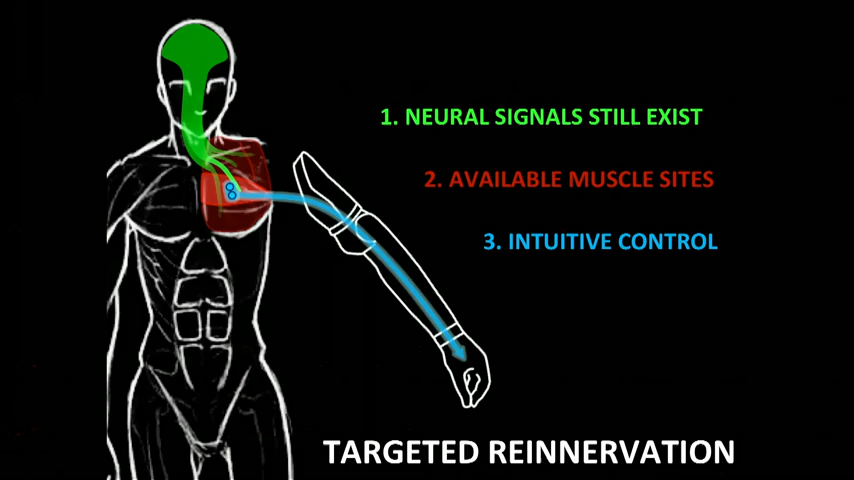 1. NEURAL SIGNALS STILL EXIST
2. AVAILABLE MUSCLE SITES
3. INTUITIVE CONTROL
TARGETED REINNERVATION